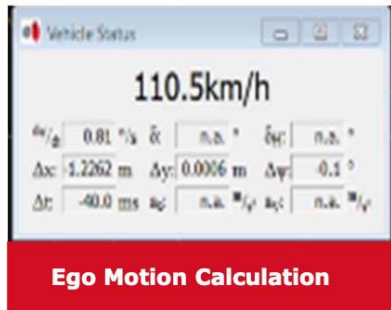 Vehicle Status
110.5km/h
0.81 °/s n.a. ° n.a. °
Δx: -1.2262 m Δy: 0.0006 m Δψ: -0.1 °
Δt: -40.0 ms n.a. n.a.
Ego Motion Calculation